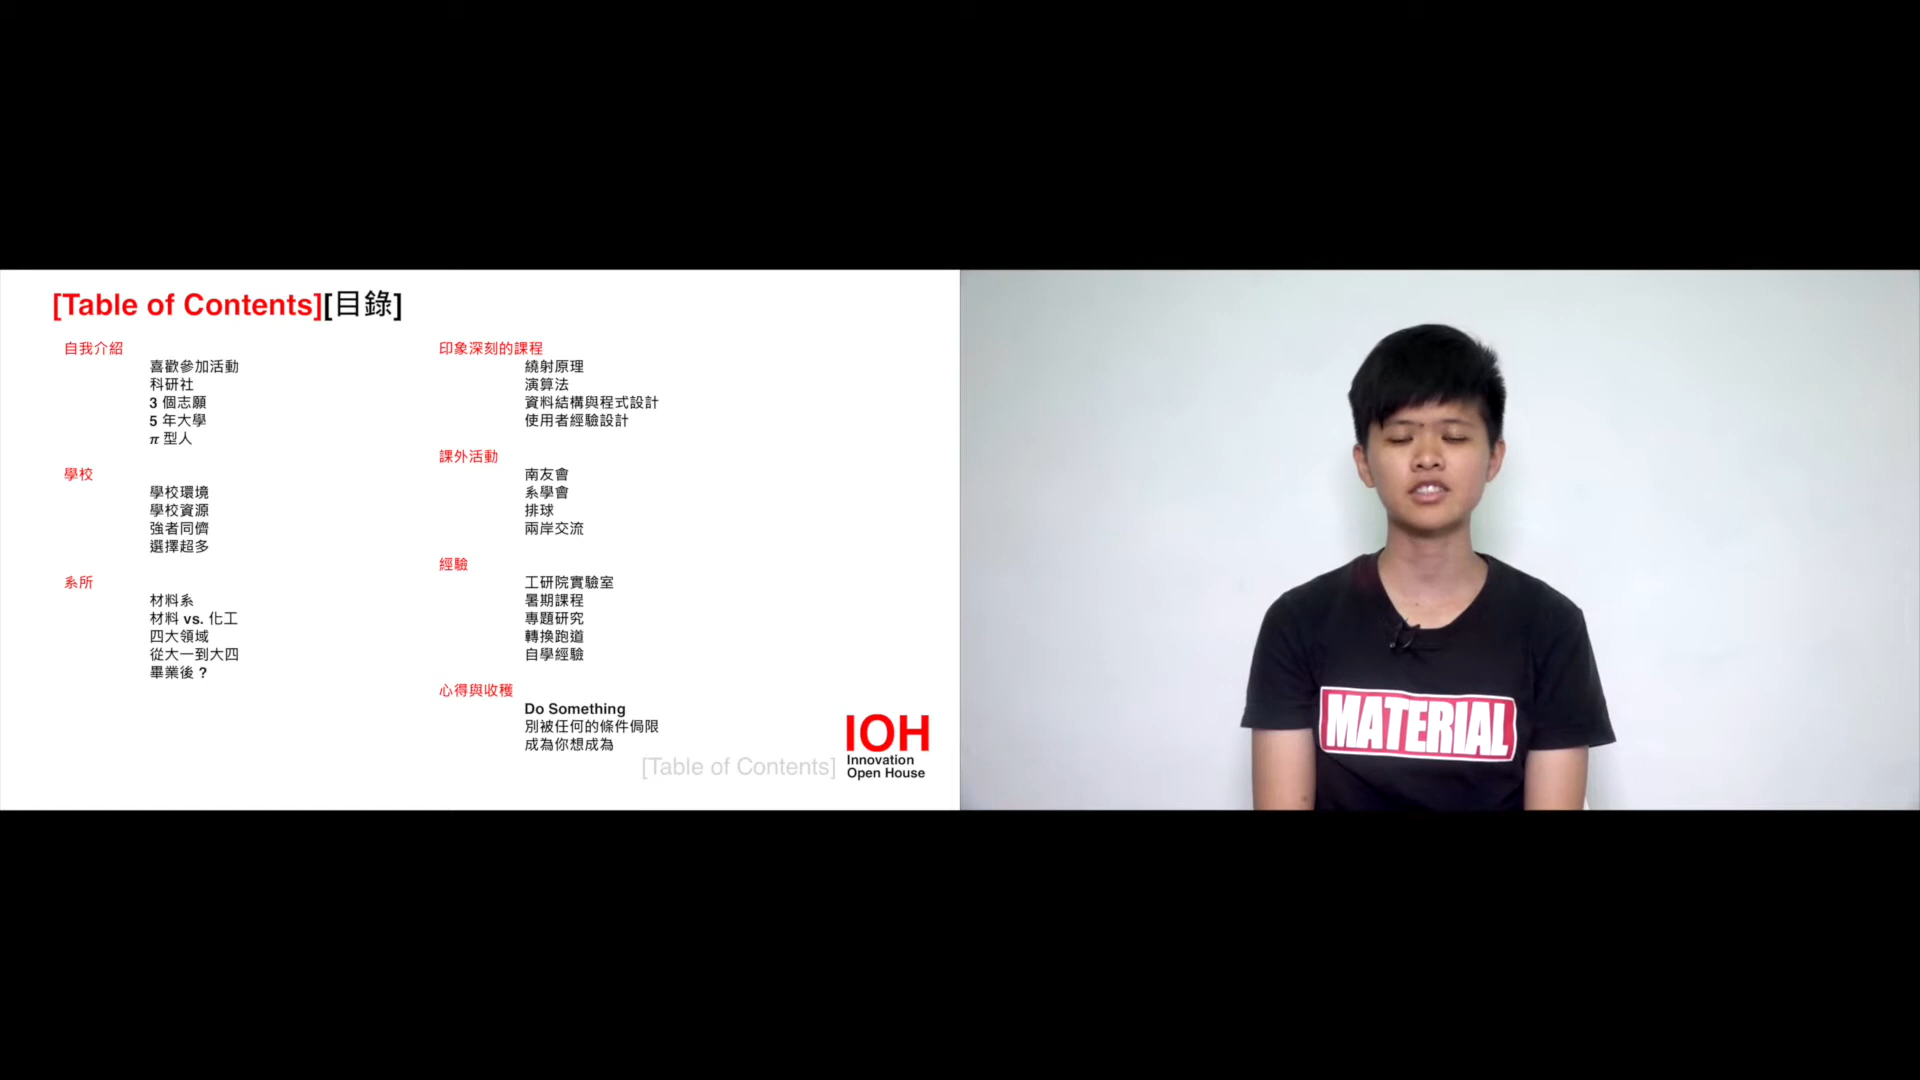 [Table of Contents][目錄]
自我介紹
喜歡參加活動
科研社
3 個志願
5 年大學
π 型人
學校
學校環境
學校資源
強者同儕
選擇超多
系所
材料系
材料 vs. 化工
四大領域
從大一到大四
畢業後 ?
印象深刻的課程
繞射原理
演算法
資料結構與程式設計
使用者經驗設計
課外活動
南友會
系學會
排球
兩岸交流
經驗
工研院實驗室
暑期課程
專題研究
轉換跑道
自學經驗
心得與收穫
Do Something
別被任何的條件侷限
成為你想成為
[Table of Contents]
IOH
Innovation
Open House
MATERIAL